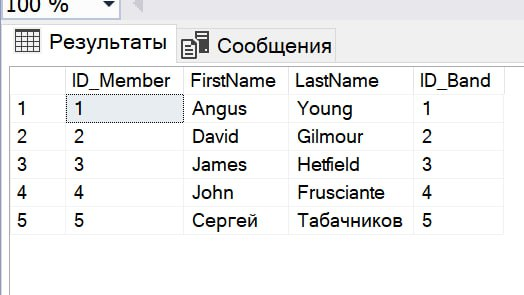 100 %
Результаты Сообщения
ID_Member FirstName LastName ID_Band
1 1 Angus Young 1
2 2 David Gilmour 2
3 3 James Hetfield 3
4 4 John Frusciante 4
5 5 Сергей Табачников 5